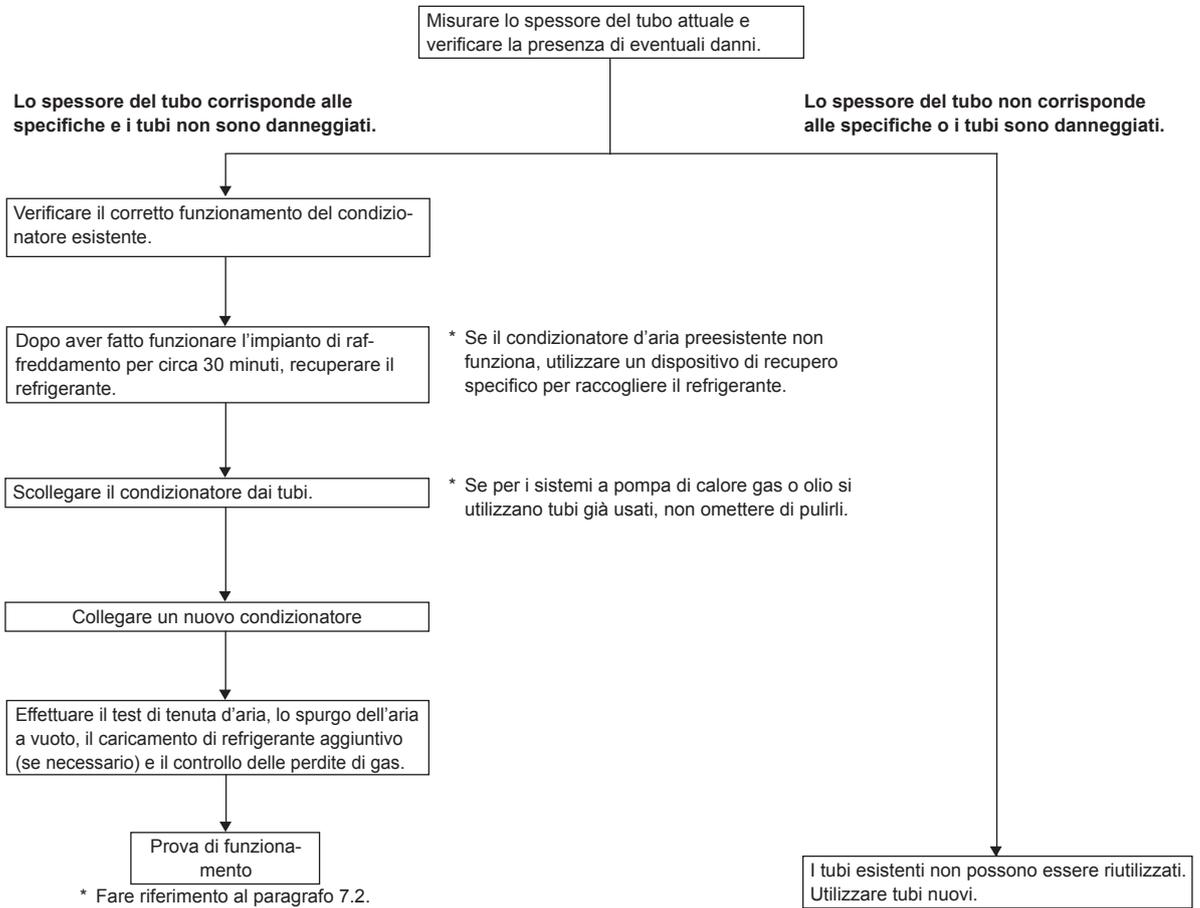 Misurare lo spessore del tubo attuale e
verificare la presenza di eventuali danni.
Lo spessore del tubo corrisponde alle
specifiche e i tubi non sono danneggiati.
Lo spessore del tubo non corrisponde
alle specifiche o i tubi sono danneggiati.
Verificare il corretto funzionamento del condizio-
natore esistente.
Dopo aver fatto funzionare l'impianto di raf-
freddamento per circa 30 minuti, recuperare il
refrigerante.
* Se il condizionatore d'aria preesistente non
funziona, utilizzare un dispositivo di recupero
specifico per raccogliere il refrigerante.
Scollegare il condizionatore dai tubi.
* Se per i sistemi a pompa di calore gas o olio si
utilizzano tubi già usati, non omettere di pulirli.
Collegare un nuovo condizionatore
Effettuare il test di tenuta d'aria, lo spurgo dell'aria
a vuoto, il caricamento di refrigerante aggiuntivo
(se necessario) e il controllo delle perdite di gas.
Prova di funziona-
mento
* Fare riferimento al paragrafo 7.2.
I tubi esistenti non possono essere riutilizzati.
Utilizzare tubi nuovi.